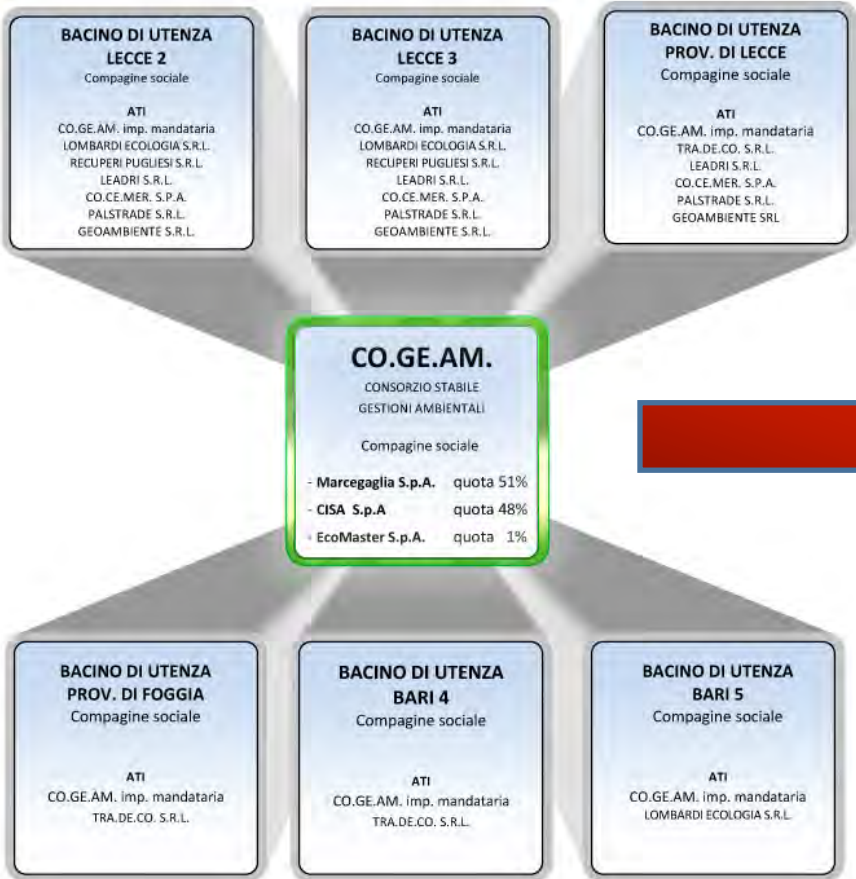 BACINO DI UTENZA
LECCE 2
Compagine sociale
ATI
CO.GE.AM. imp. mandataria
LOMBARDI ECOLOGIA S.R.L.
RECUPERI PUGLIESI S.R.L.
LEADRI S.R.L.
CO.CE.MER. S.P.A.
PALSTRADE S.R.L.
GEOAMBIENTE S.R.L.
BACINO DI UTENZA
LECCE 3
Compagine sociale
ATI
CO.GE.AM. imp. mandataria
LOMBARDI ECOLOGIA S.R.L.
RECUPERI PUGLIESI S.R.L.
LEADRI S.R.L.
CO.CE.MER. S.P.A.
PALSTRADE S.R.L.
GEOAMBIENTE S.R.L.
BACINO DI UTENZA
PROV. DI LECCE
Compagine sociale
ATI
CO.GE.AM. imp. mandataria
TRA.DE.CO. S.R.L.
LEADRI S.R.L.
CO.CE.MER. S.P.A.
PALSTRADE S.R.L.
GEOAMBIENTE SRL
CO.GE.AM.
CONSORZIO STABILE
GESTIONI AMBIENTALI
Compagine sociale
- Marcegaglia S.p.A. quota 51%
- CISA S.p.A quota 48%
- EcoMaster S.p.A. quota 1%
BACINO DI UTENZA
PROV. DI FOGGIA
Compagine sociale
ATI
CO.GE.AM. imp. mandataria
TRA.DE.CO. S.R.L.
BACINO DI UTENZA
BARI 4
Compagine sociale
ATI
CO.GE.AM. imp. mandataria
TRA.DE.CO. S.R.L.
BACINO DI UTENZA
BARI 5
Compagine sociale
ATI
CO.GE.AM. imp. mandataria
LOMBARDI ECOLOGIA S.R.L.